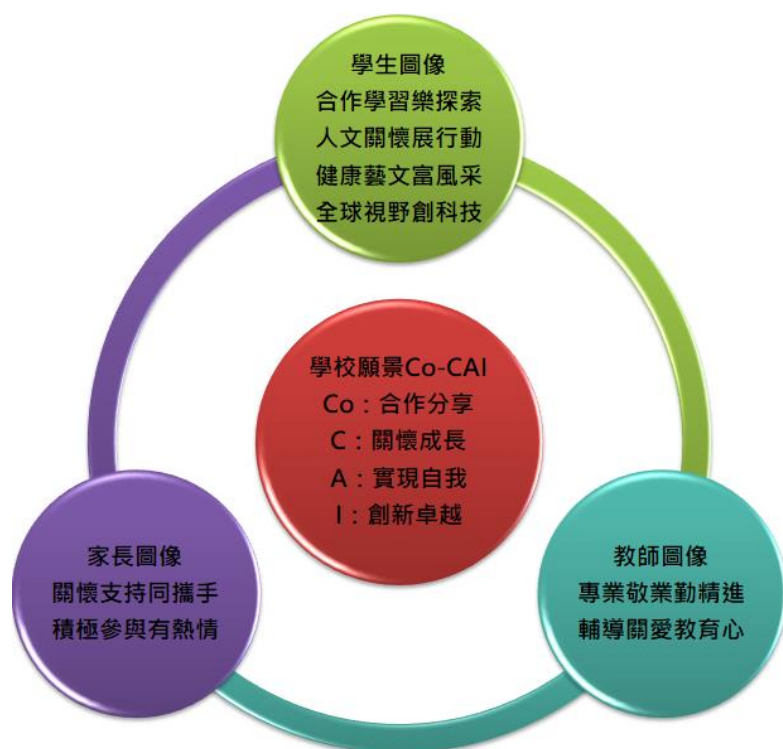 學生圖像
合作學習樂探索
人文關懷展行動
健康藝文富風采
全球視野創科技
學校願景Co-CAI
Co：合作分享
C：關懷成長
A：實現自我
I：創新卓越
家長圖像
關懷支持同攜手
積極參與有熱情
教師圖像
專業敬業勤精進
輔導關愛教育心